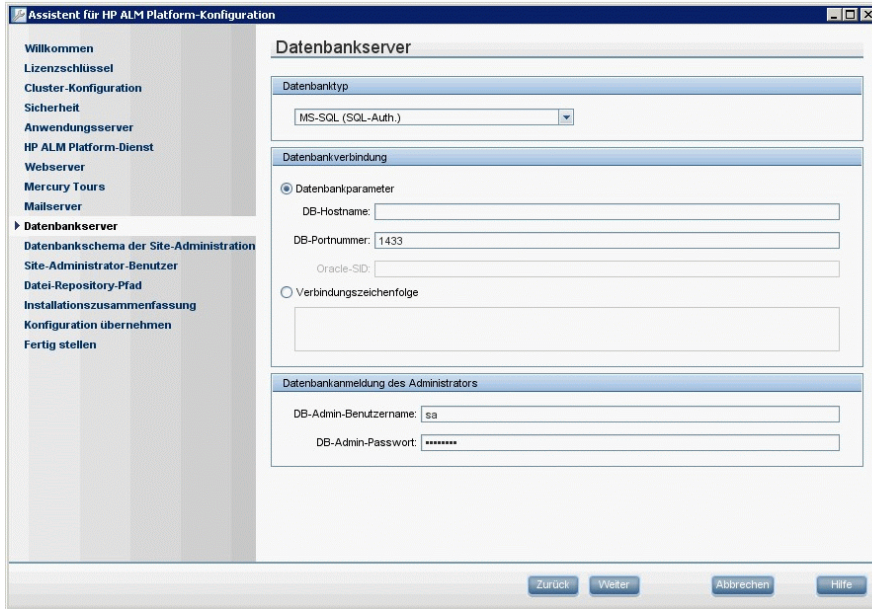 Assistent für HP ALM Platform-Konfiguration
Willkommen
Lizenzschlüssel
Cluster-Konfiguration
Sicherheit
Anwendungsserver
HP ALM Platform-Dienst
Webserver
Mercury Tours
Mailserver
Datenbankserver
Datenbankschema der Site-Administration
Site-Administrator-Benutzer
Datei-Repository-Pfad
Installationszusammenfassung
Konfiguration übernehmen
Fertig stellen
Datenbankserver
Datenbanktyp
MS-SQL (SQL-Auth.)
Datenbankverbindung
Datenbankparameter
DB-Hostname:
DB-Portnummer: 1433
Oracle-SID:
Verbindungszeichenfolge
Datenbankanmeldung des Administrators
DB-Admin-Benutzername: sa
DB-Admin-Passwort: ••••••••
Zurück Weiter Abbrechen Hilfe